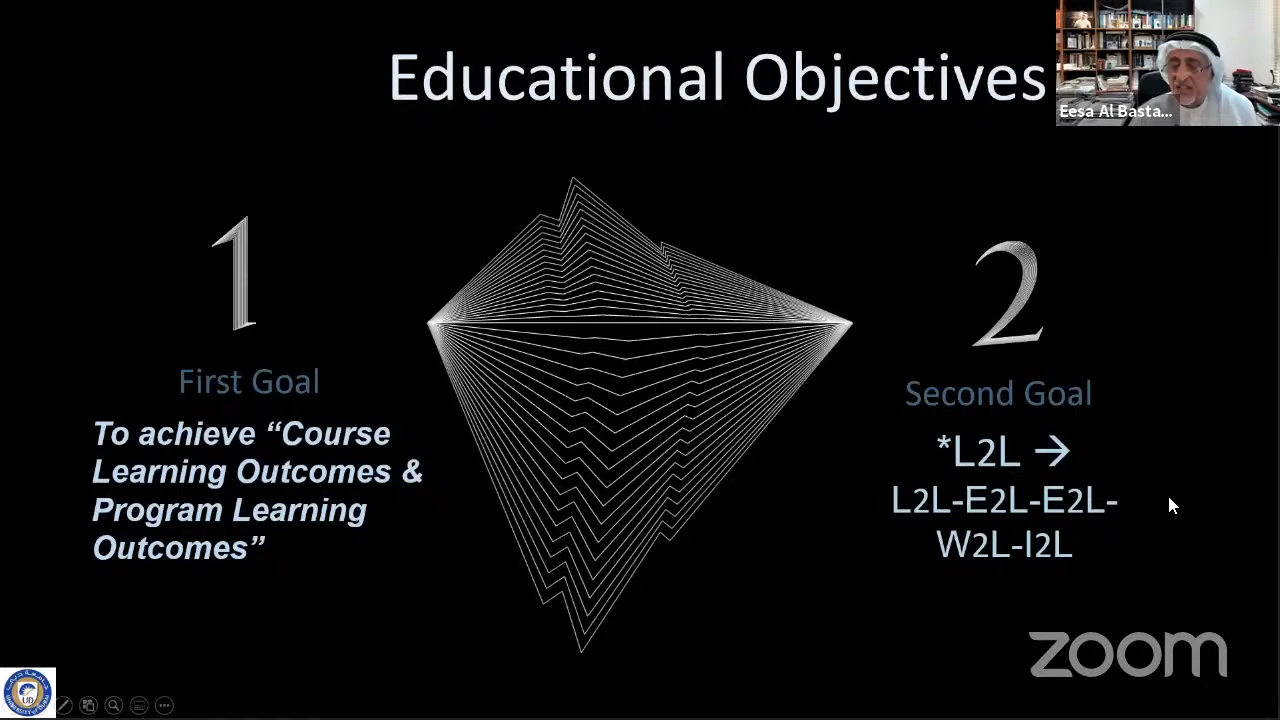 Educational Objectives
Eesa Al Basta...
1
2
First Goal
Second Goal
To achieve “Course
Learning Outcomes &
Program Learning
Outcomes”
*L2L →
L2L-E2L-E2L-
W2L-I2L
zoom
UD